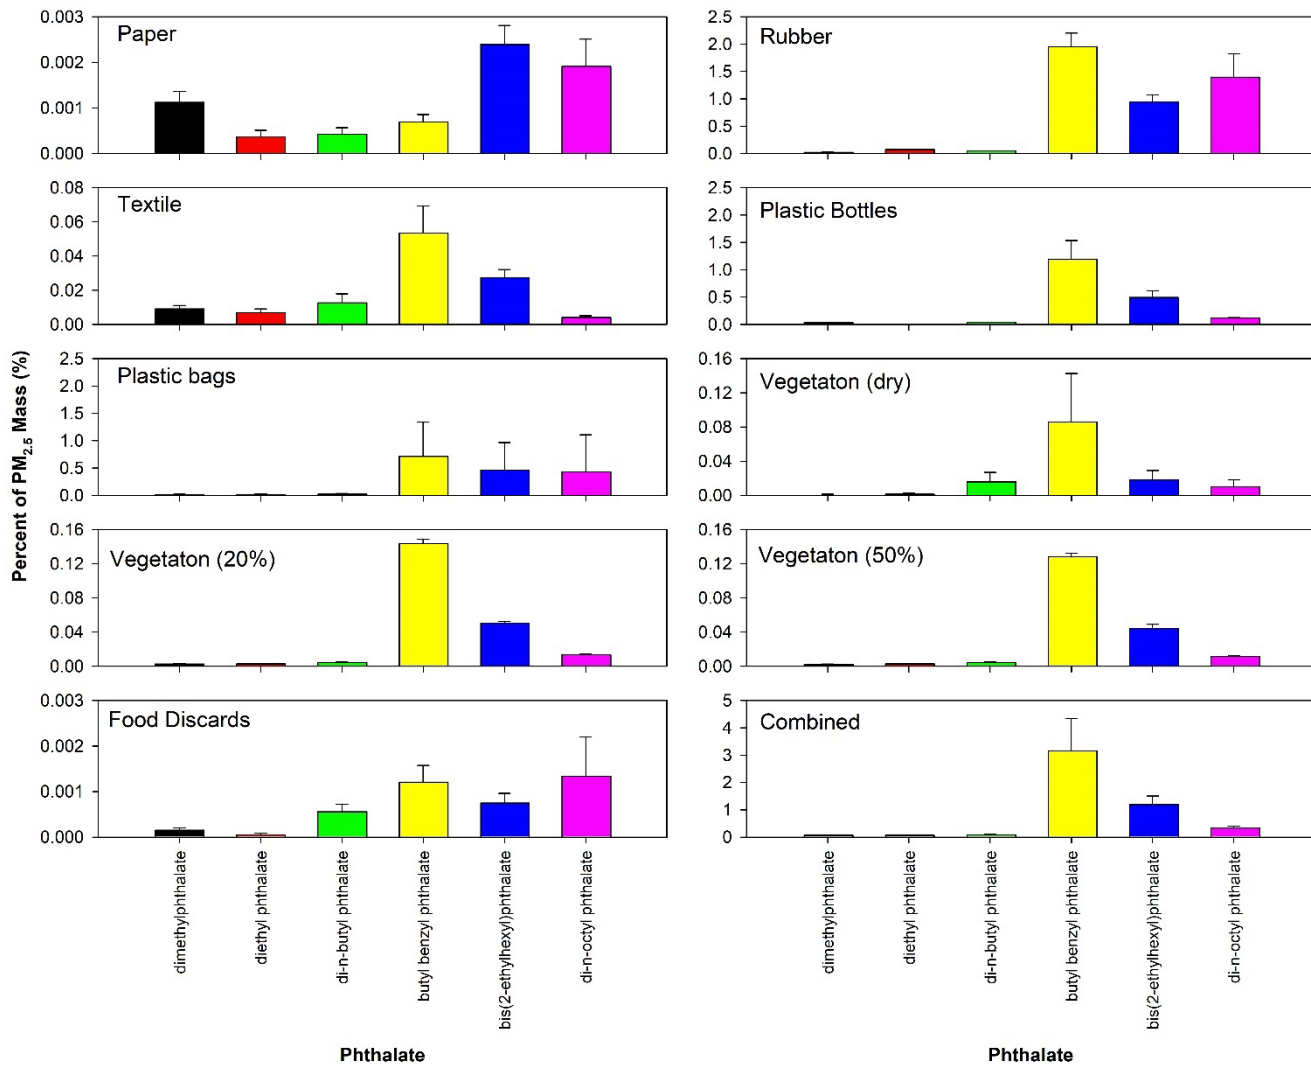 Percent of PM2.5 Mass (%)
Paper
0.003
0.002
0.001
0.000
Rubber
2.5
2.0
1.5
1.0
0.5
0.0
Textile
0.08
0.06
0.04
0.02
0.00
Plastic Bottles
2.5
2.0
1.5
1.0
0.5
0.0
Plastic bags
2.5
2.0
1.5
1.0
0.5
0.0
Vegetaton (dry)
0.16
0.12
0.08
0.04
0.00
Vegetaton (20%)
0.16
0.12
0.08
0.04
0.00
Vegetaton (50%)
0.16
0.12
0.08
0.04
0.00
Food Discards
0.003
0.002
0.001
0.000
Combined
5
4
3
2
1
0
dimethylphthalate
diethyl phthalate
di-n-butyl phthalate
butyl benzyl phthalate
bis(2-ethylhexyl)phthalate
di-n-octyl phthalate
Phthalate
dimethylphthalate
diethyl phthalate
di-n-butyl phthalate
butyl benzyl phthalate
bis(2-ethylhexyl)phthalate
di-n-octyl phthalate
Phthalate